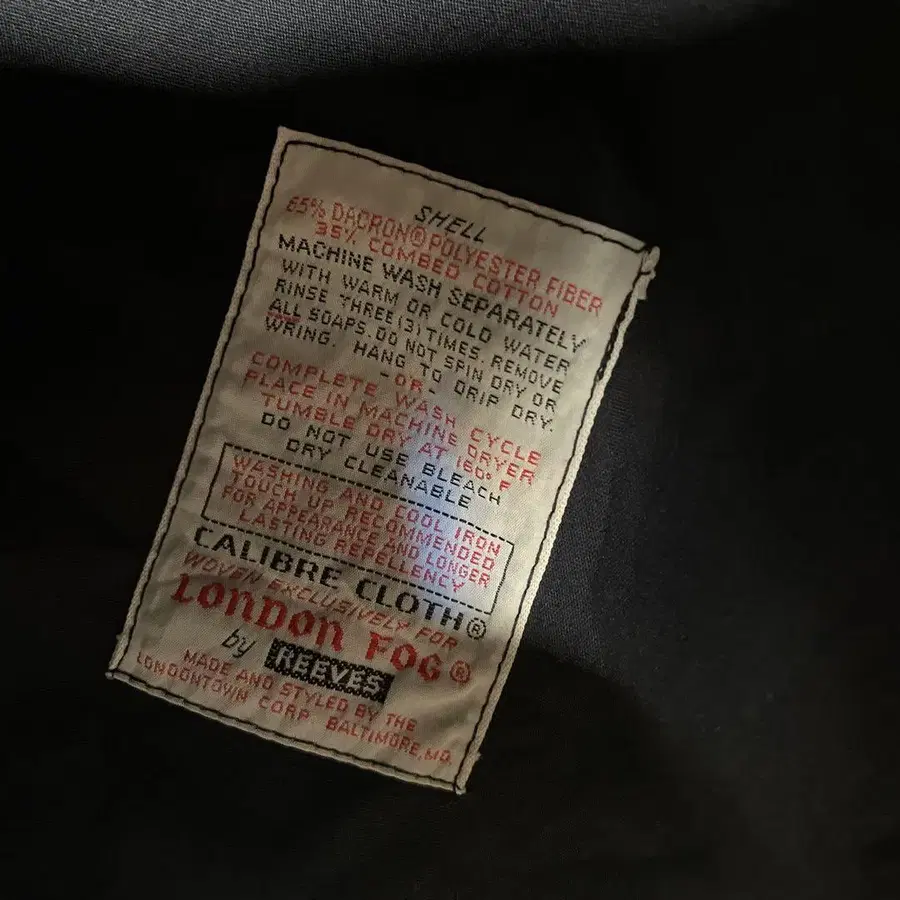 SHELL
65% DACRON® POLYESTER FIBER
35% COMBED COTTON
MACHINE WASH SEPARATELY
WITH WARM OR COLD WATER
RINSE THREE (3) TIMES. REMOVE
ALL SOAPS. DO NOT SPIN DRY OR
WRING. HANG TO DRIP DRY.
-OR-
COMPLETE WASH CYCLE
PLACE IN MACHINE DRYER
TUMBLE DRY AT 160° F
DO NOT USE BLEACH
DRY CLEANABLE
WASHING AND COOL IRON
TOUCH UP RECOMMENDED
FOR APPEARANCE AND LONGER
LASTING REPELLENCY
CALIBRE CLOTH®
WOVEN EXCLUSIVELY FOR
LONDON FOG®
by REEVES
MADE AND STYLED BY THE
LONDONTOWN CORP. BALTIMORE, MD.